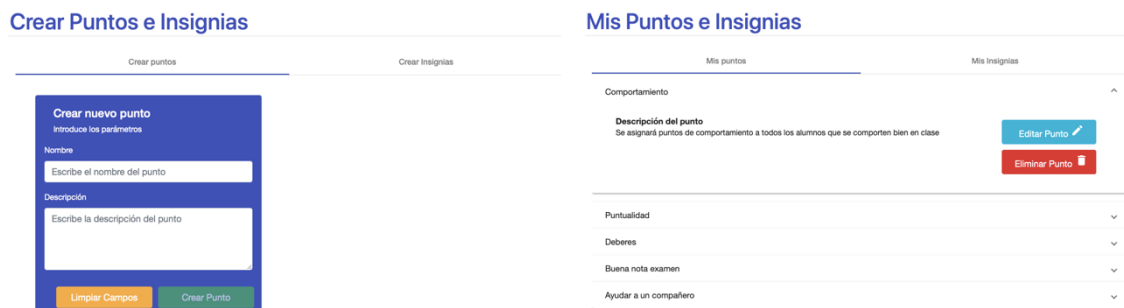 Crear Puntos e Insignias
Crear puntos
Crear Insignias
Crear nuevo punto
Introduce los parámetros
Nombre
Escribe el nombre del punto
Descripción
Escribe la descripción del punto
Limpiar Campos
Crear Punto
Mis Puntos e Insignias
Mis puntos
Mis Insignias
Comportamiento
Descripción del punto
Se asignará puntos de comportamiento a todos los alumnos que se comporten bien en clase
Editar Punto
Eliminar Punto
Puntualidad
Deberes
Buena nota examen
Ayudar a un compañero